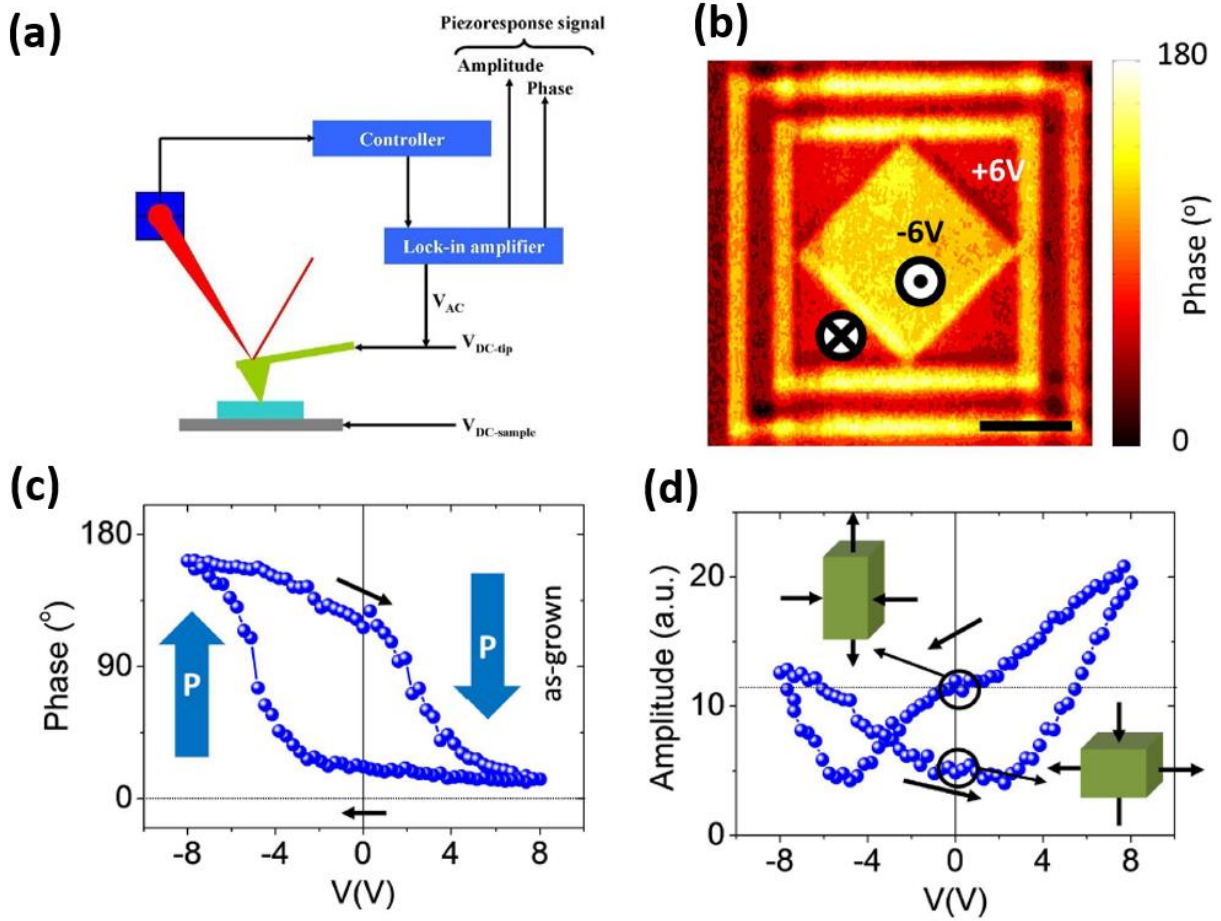 (a)
Piezoresponse signal
Amplitude
Phase
Controller
Lock-in amplifier
V_AC
V_DC-tip
V_DC-sample
(b)
+6V
-6V
180
Phase (º)
0
(c)
180
90
0
Phase (º)
P
P
as-grown
-8 -4 0 4 8
V(V)
(d)
20
10
0
Amplitude (a.u.)
-8 -4 0 4 8
V(V)